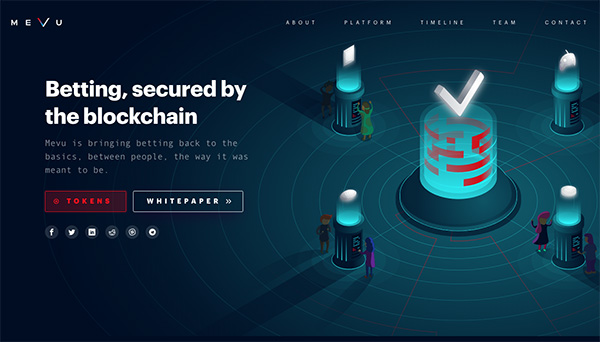 MEVU
ABOUT PLATFORM TIMELINE TEAM CONTACT
Betting, secured by
the blockchain
Mevu is bringing betting back to the
basics, between people, the way it was
meant to be.
TOKENS
WHITEPAPER »